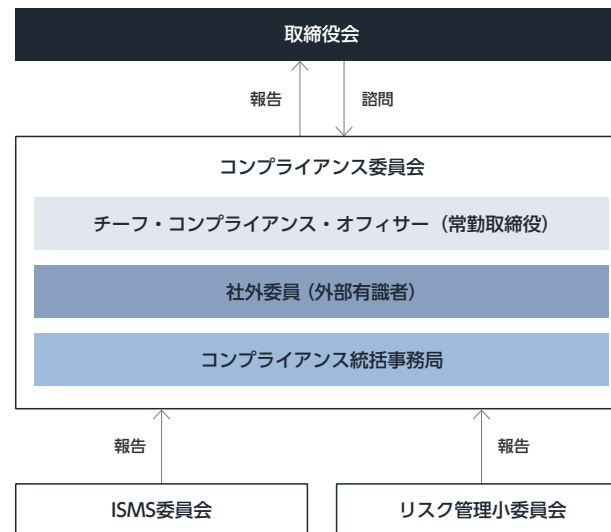 取締役会
報告
諮問
コンプライアンス委員会
チーフ・コンプライアンス・オフィサー（常勤取締役）
社外委員（外部有識者）
コンプライアンス統括事務局
報告
報告
ISMS委員会
リスク管理小委員会